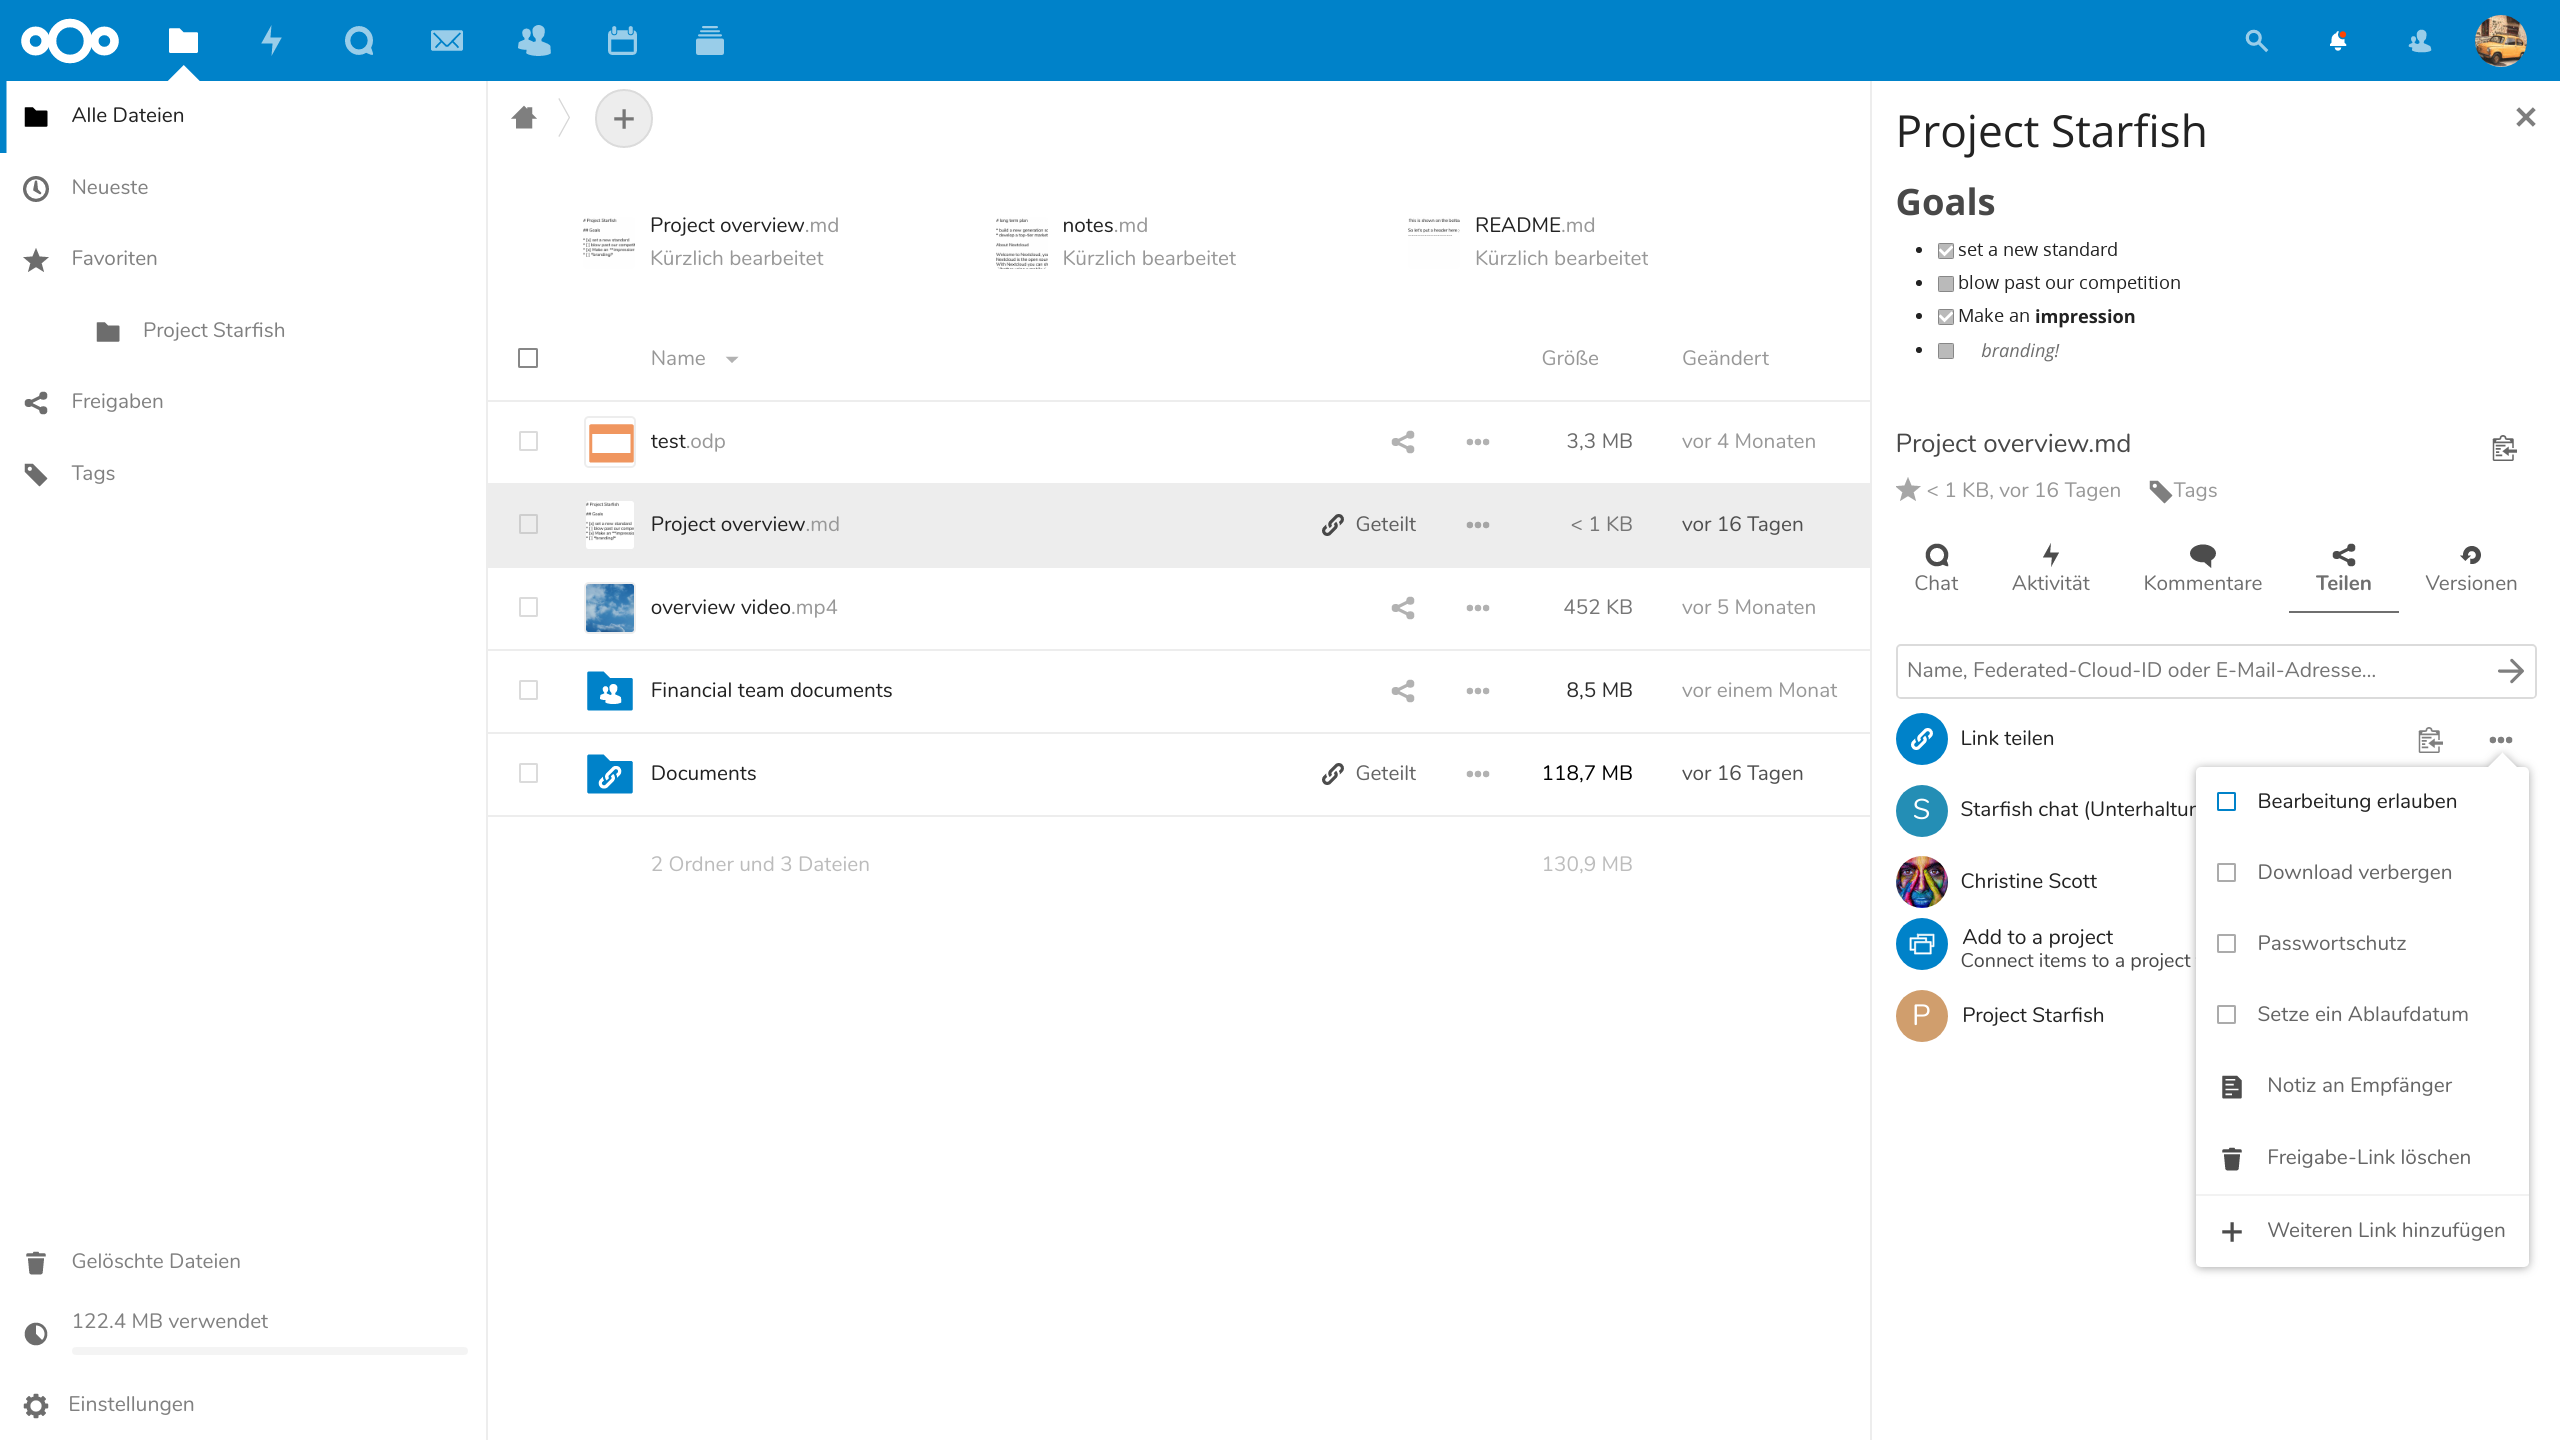 Alle Dateien
Neueste
Favoriten
Project Starfish
Freigaben
Tags
Gelöschte Dateien
122.4 MB verwendet
Einstellungen
Project overview.md
Kürzlich bearbeitet
notes.md
Kürzlich bearbeitet
README.md
Kürzlich bearbeitet
Name Größe Geändert
test.odp 3,3 MB vor 4 Monaten
Project overview.md Geteilt < 1 KB vor 16 Tagen
overview video.mp4 452 KB vor 5 Monaten
Financial team documents 8,5 MB vor einem Monat
Documents Geteilt 118,7 MB vor 16 Tagen
2 Ordner und 3 Dateien 130,9 MB
Project Starfish
Goals
set a new standard
blow past our competition
Make an impression
branding!
Project overview.md
< 1 KB, vor 16 Tagen Tags
Chat Aktivität Kommentare Teilen Versionen
Name, Federated-Cloud-ID oder E-Mail-Adresse...
Link teilen
S Starfish chat (Unterhaltun
Christine Scott
Add to a project
Connect items to a project
P Project Starfish
Bearbeitung erlauben
Download verbergen
Passwortschutz
Setze ein Ablaufdatum
Notiz an Empfänger
Freigabe-Link löschen
Weiteren Link hinzufügen